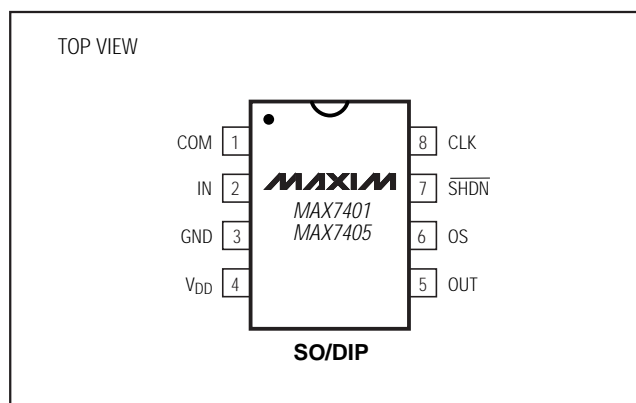 TOP VIEW
COM 1
IN 2
GND 3
VDD 4
MAXIM
MAX7401
MAX7405
8 CLK
7 SHDN
6 OS
5 OUT
SO/DIP